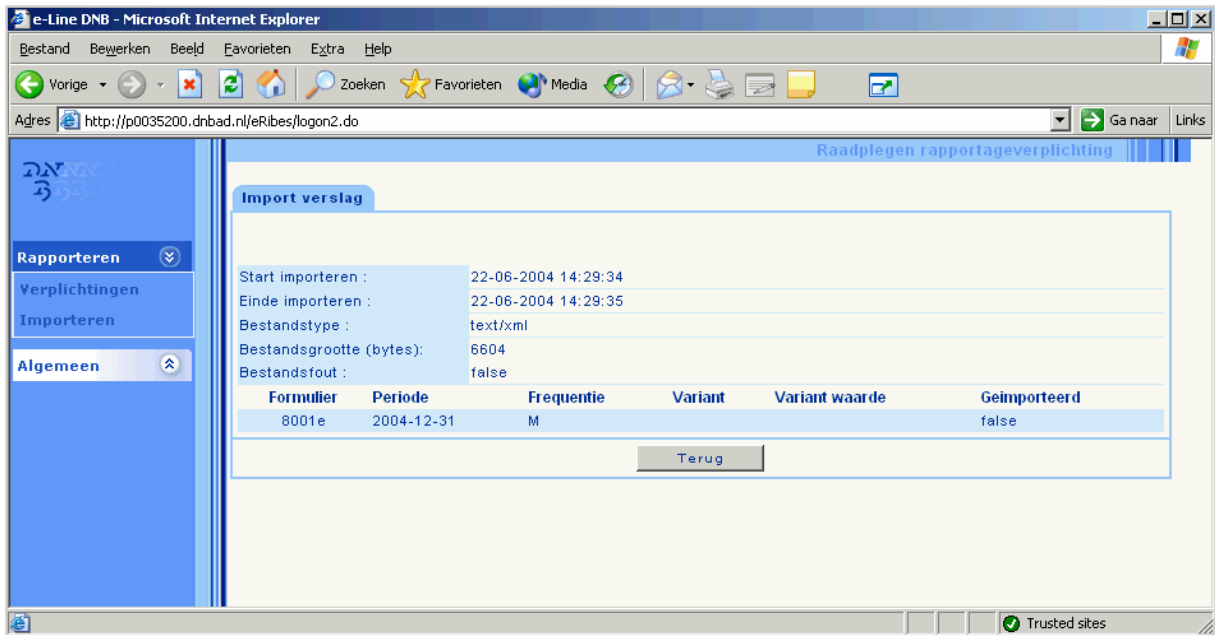 e-Line DNB - Microsoft Internet Explorer
Bestand Bewerken Beeld Favorieten Extra Help
Vorige Zoeken Favorieten Media
Adres http://p0035200.dnbad.nl/eRibes/logon2.do Ga naar Links
Raadplegen rapportageverplichting
Import verslag
Rapporteren
Verplichtingen
Importeren
Algemeen
Start importeren : 22-06-2004 14:29:34
Einde importeren : 22-06-2004 14:29:35
Bestandstype : text/xml
Bestandsgrootte (bytes): 6604
Bestandsfout : false
Formulier Periode Frequentie Variant Variant waarde Geimporteerd
8001e 2004-12-31 M false
Terug
Trusted sites